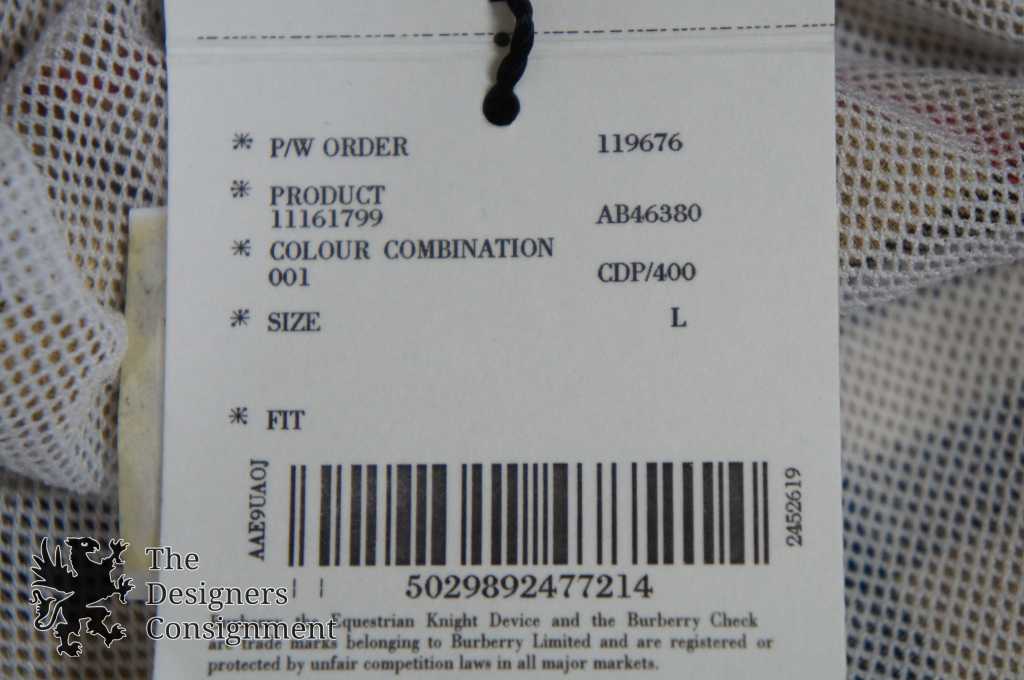 * P/W ORDER 119676
* PRODUCT
11161799 AB46380
* COLOUR COMBINATION
001 CDP/400
* SIZE L
* FIT
AAE9UAOJ
2452619
5029892477214
the Equestrian Knight Device and the Burberry Check
are trade marks belonging to Burberry Limited and are registered or
protected by unfair competition laws in all major markets.
The
Designers
Consignment